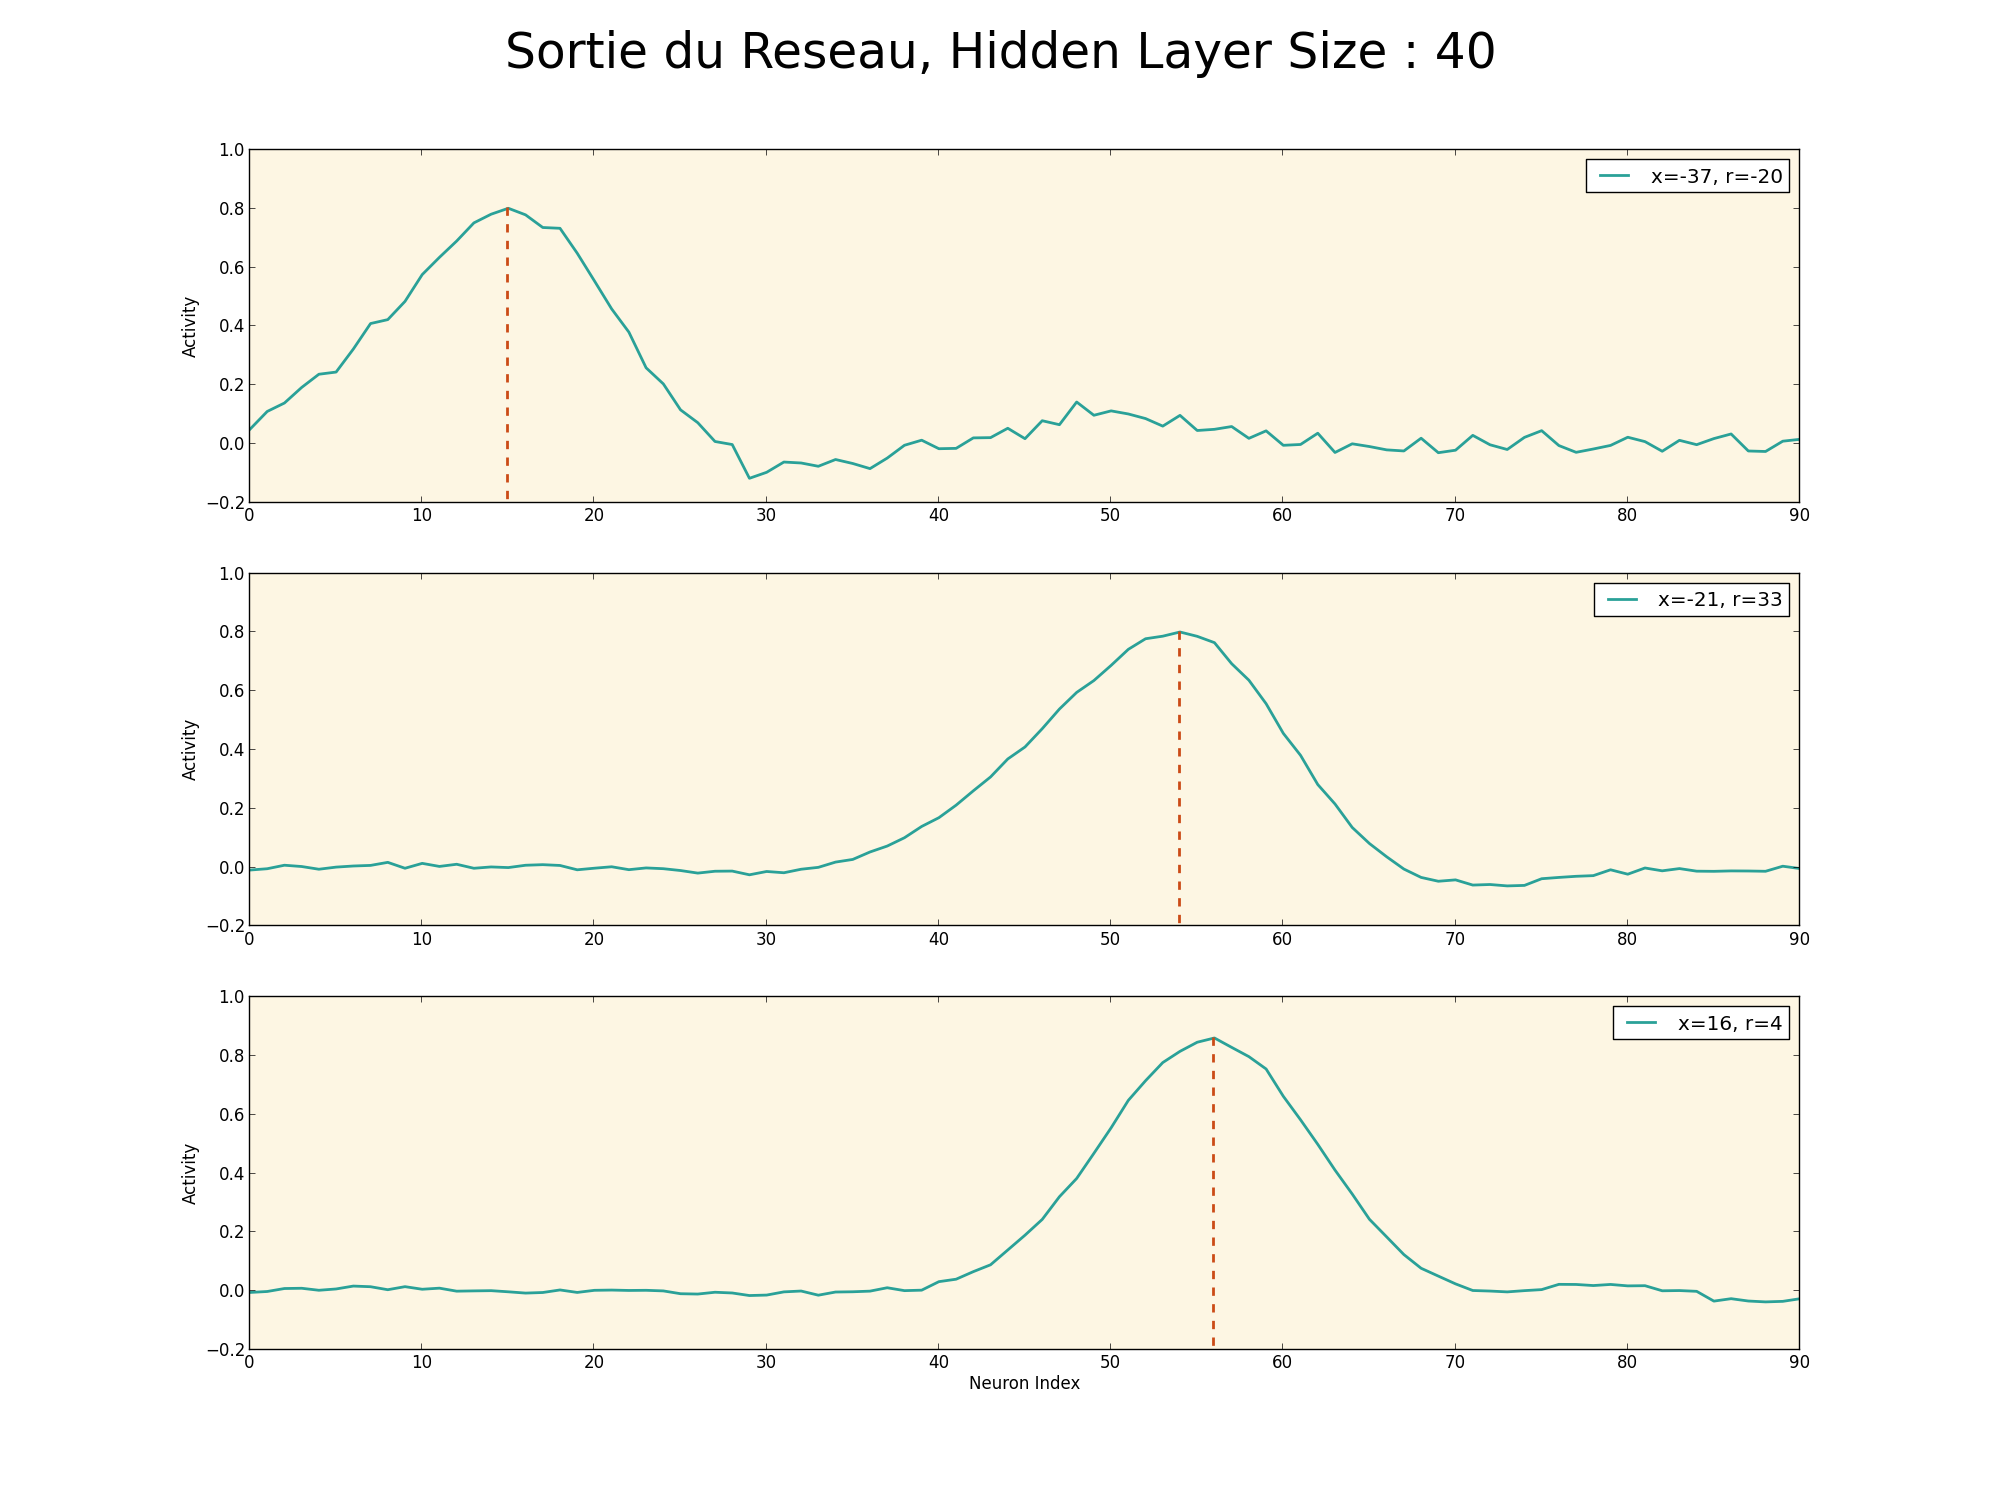 Sortie du Reseau, Hidden Layer Size : 40
1.0
0.8
0.6
0.4
0.2
0.0
−0.2
Activity
x=-37, r=-20
0 10 20 30 40 50 60 70 80 90
1.0
0.8
0.6
0.4
0.2
0.0
−0.2
Activity
x=-21, r=33
0 10 20 30 40 50 60 70 80 90
1.0
0.8
0.6
0.4
0.2
0.0
−0.2
Activity
x=16, r=4
0 10 20 30 40 50 60 70 80 90
Neuron Index